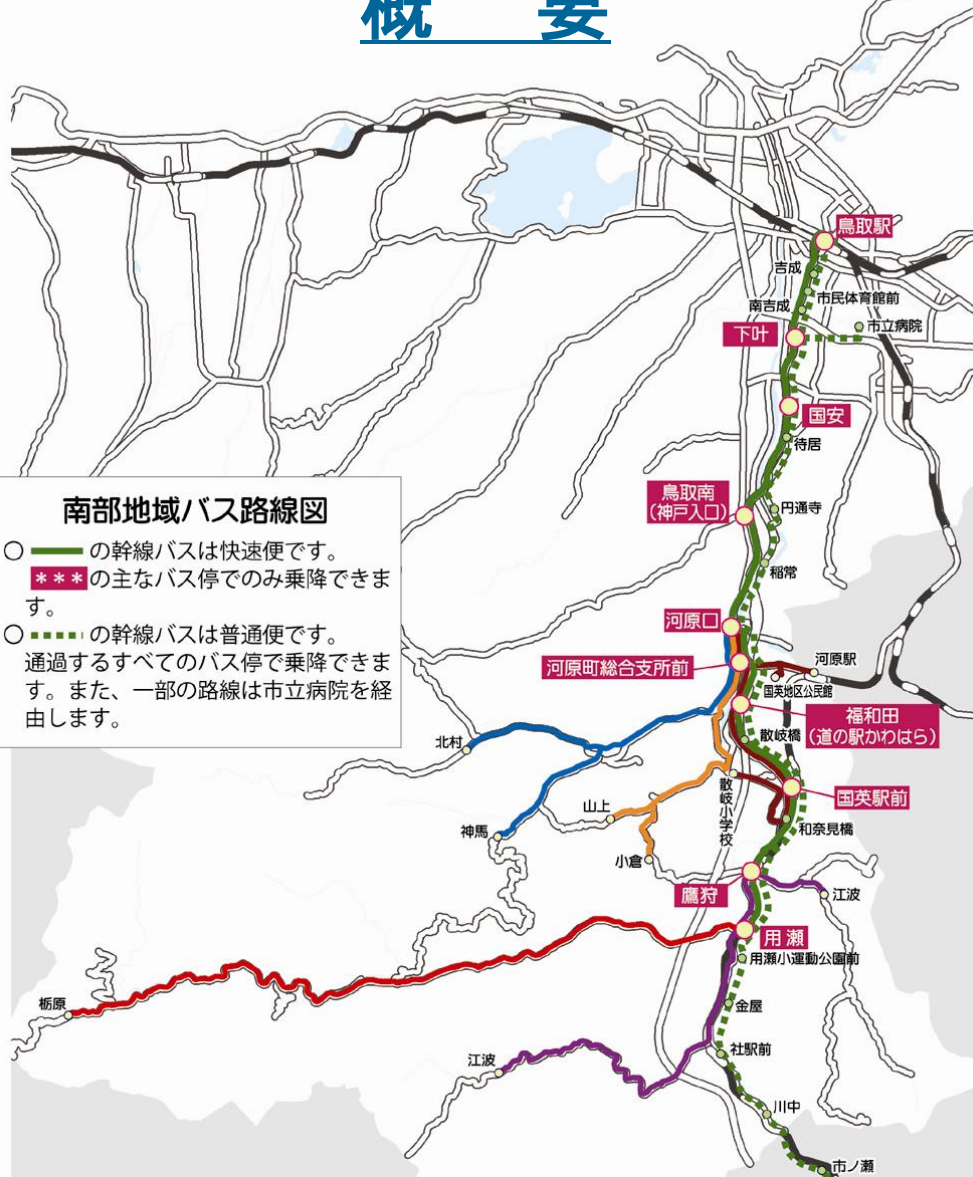 概 要
鳥取駅
吉成
市民体育館前
南吉成
市立病院
下叶
国安
待居
鳥取南
(神戸入口)
円通寺
稲常
南部地域バス路線図
○ の幹線バスは快速便です。
***の主なバス停でのみ乗降できま
す。
○ の幹線バスは普通便です。
通過するすべてのバス停で乗降できま
す。また、一部の路線は市立病院を経
由します。
河原口
河原町総合支所前
河原駅
国英地区公民館
福和田
(道の駅かわはら)
散岐橋
北村
散岐小学校
国英駅前
山上
神馬
和奈見橋
小倉
鷹狩
江波
用瀬
用瀬小運動公園前
栃原
金屋
江波
社駅前
川中
市ノ瀬